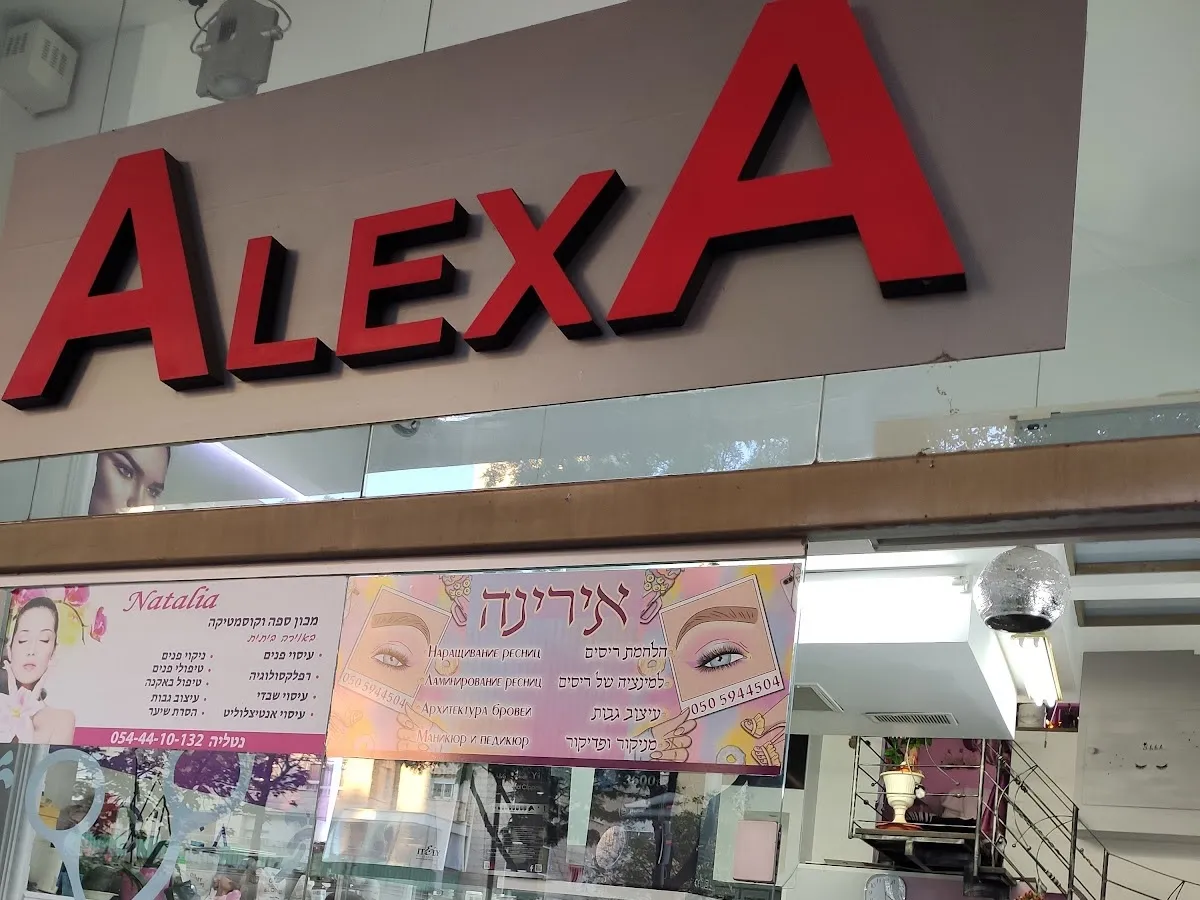 ALEXA
Natalia
מכון ספה וקוסמטיקה
באוירה ביתית
• עיסוי פנים
• רפלקסולוגיה
• עיסוי שבדי
• עיסוי אנטיצלוליט
• ניקוי פנים
• טיפולי פנים
• טיפול באקנה
• עיצוב גבות
• הסרת שיער
נטליה 054-44-10-132
אירינה
Наращивание ресниц
הלחמת ריסים
Ламинирование ресниц
למינציה של ריסים
Архитектура бровей
עיצוב גבות
Маникюр и педикюр
מניקור ופדיקור
050 5944504
050 5944504